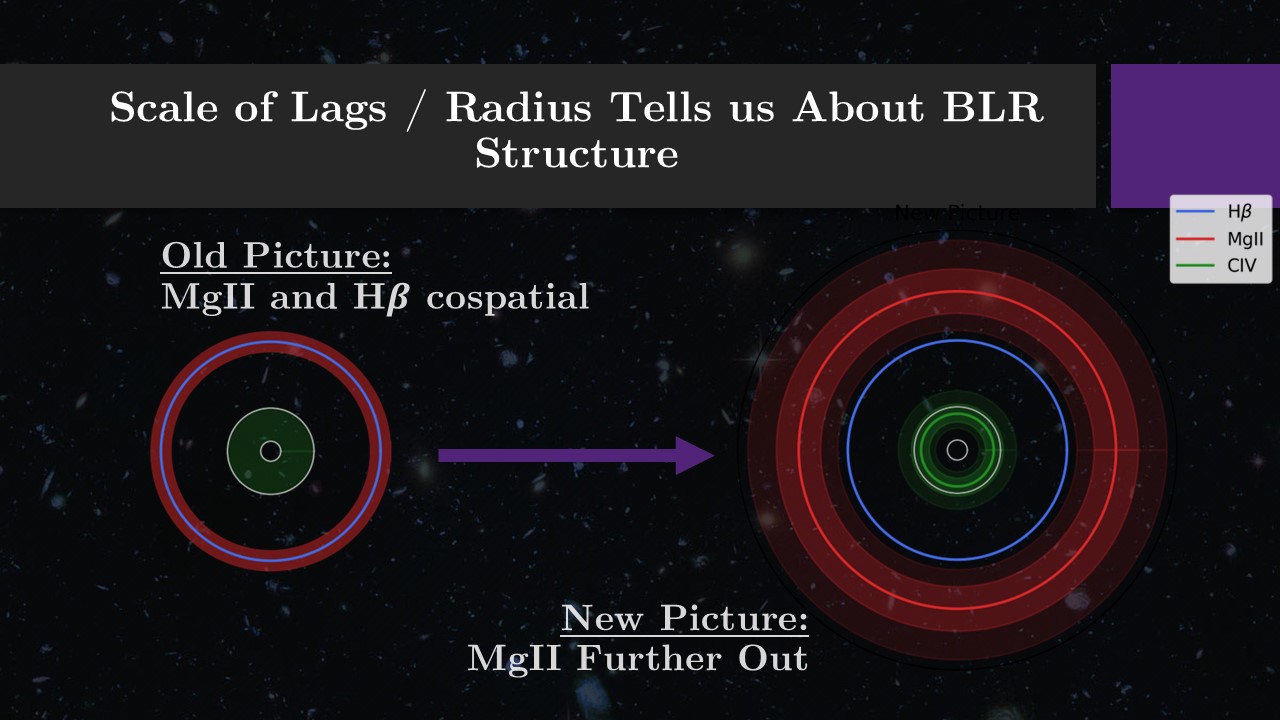 Scale of Lags / Radius Tells us About BLR
Structure
New Picture
Hβ
MgII
CIV
Old Picture:
MgII and Hβ cospatial
New Picture:
MgII Further Out